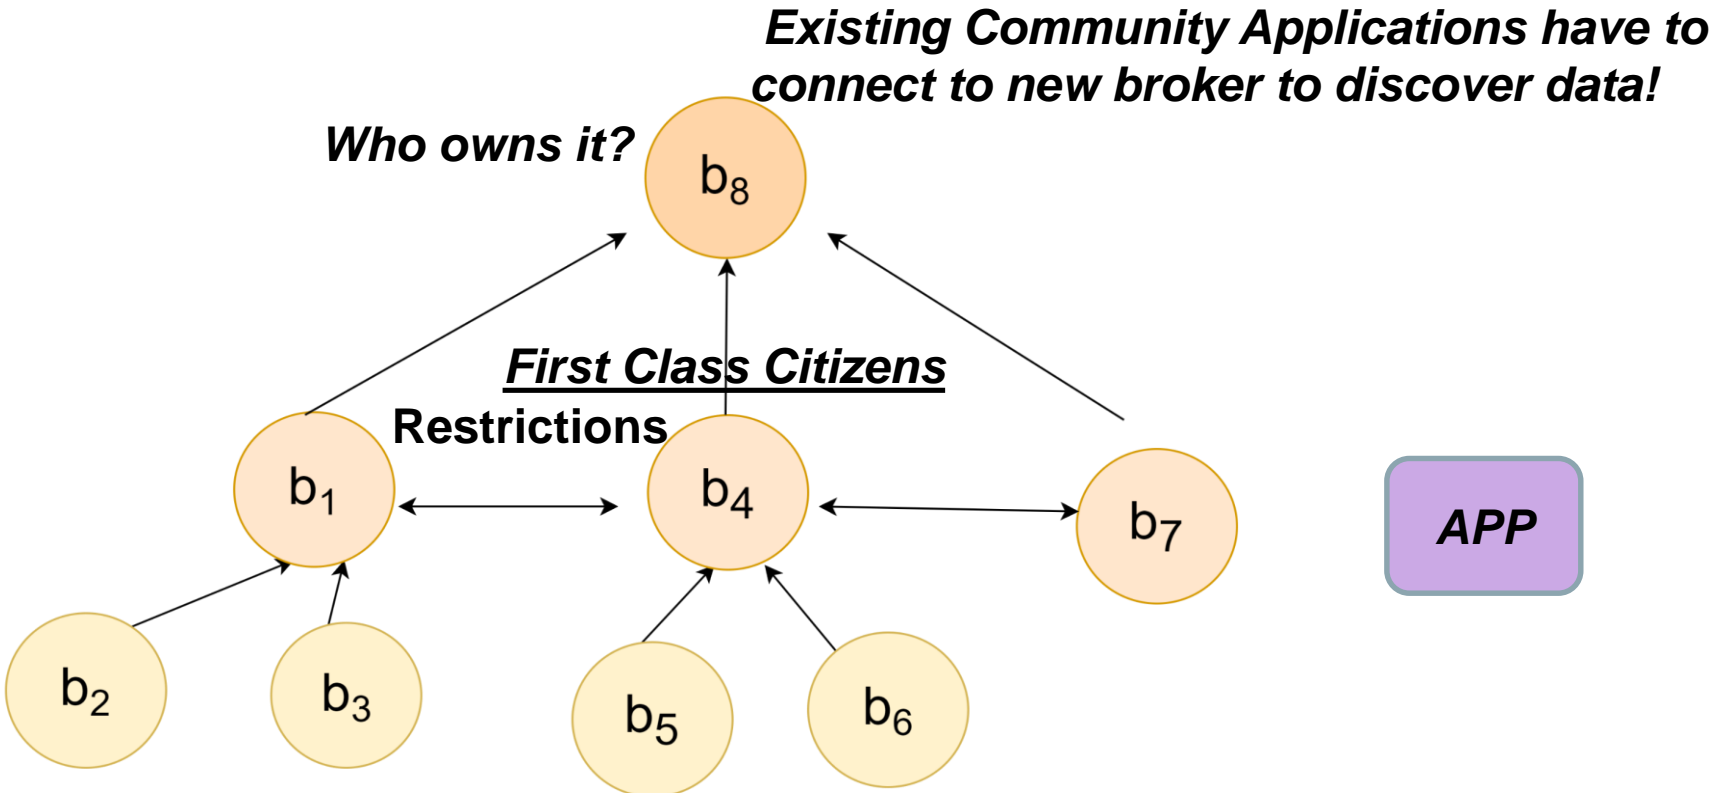 Existing Community Applications have to
connect to new broker to discover data!
Who owns it?
b8
First Class Citizens
Restrictions
b1
b4
b7
APP
b2
b3
b5
b6